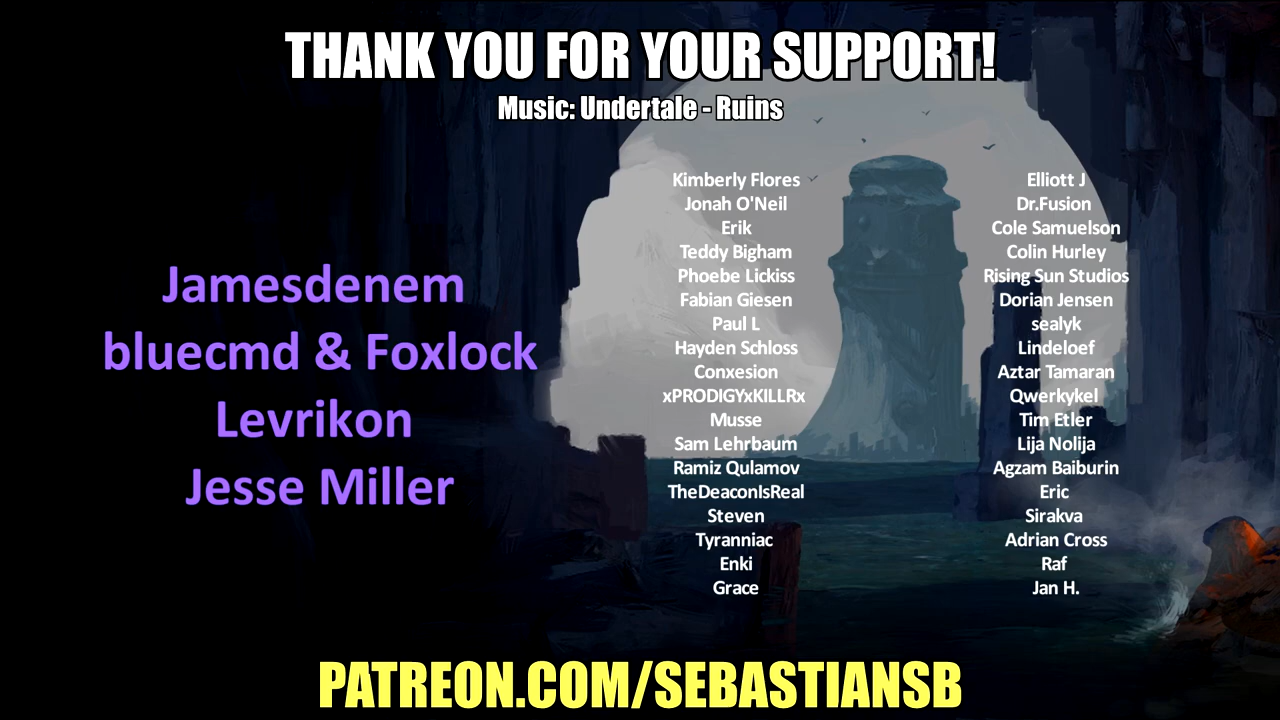 THANK YOU FOR YOUR SUPPORT!
Music: Undertale - Ruins
Jamesdenem
bluecmd & Foxlock
Levrikon
Jesse Miller
Kimberly Flores
Jonah O'Neil
Erik
Teddy Bigham
Phoebe Lickiss
Fabian Giesen
Paul L
Hayden Schloss
Conxesion
xPRODIGYxKILLRx
Musse
Sam Lehrbaum
Ramiz Qulamov
TheDeaconIsReal
Steven
Tyranniac
Enki
Grace
Elliott J
Dr.Fusion
Cole Samuelson
Colin Hurley
Rising Sun Studios
Dorian Jensen
sealyk
Lindeloef
Aztar Tamaran
Qwerkykel
Tim Etler
Lija Nolija
Agzam Baiburin
Eric
Sirakva
Adrian Cross
Raf
Jan H.
PATREON.COM/SEBASTIANSB